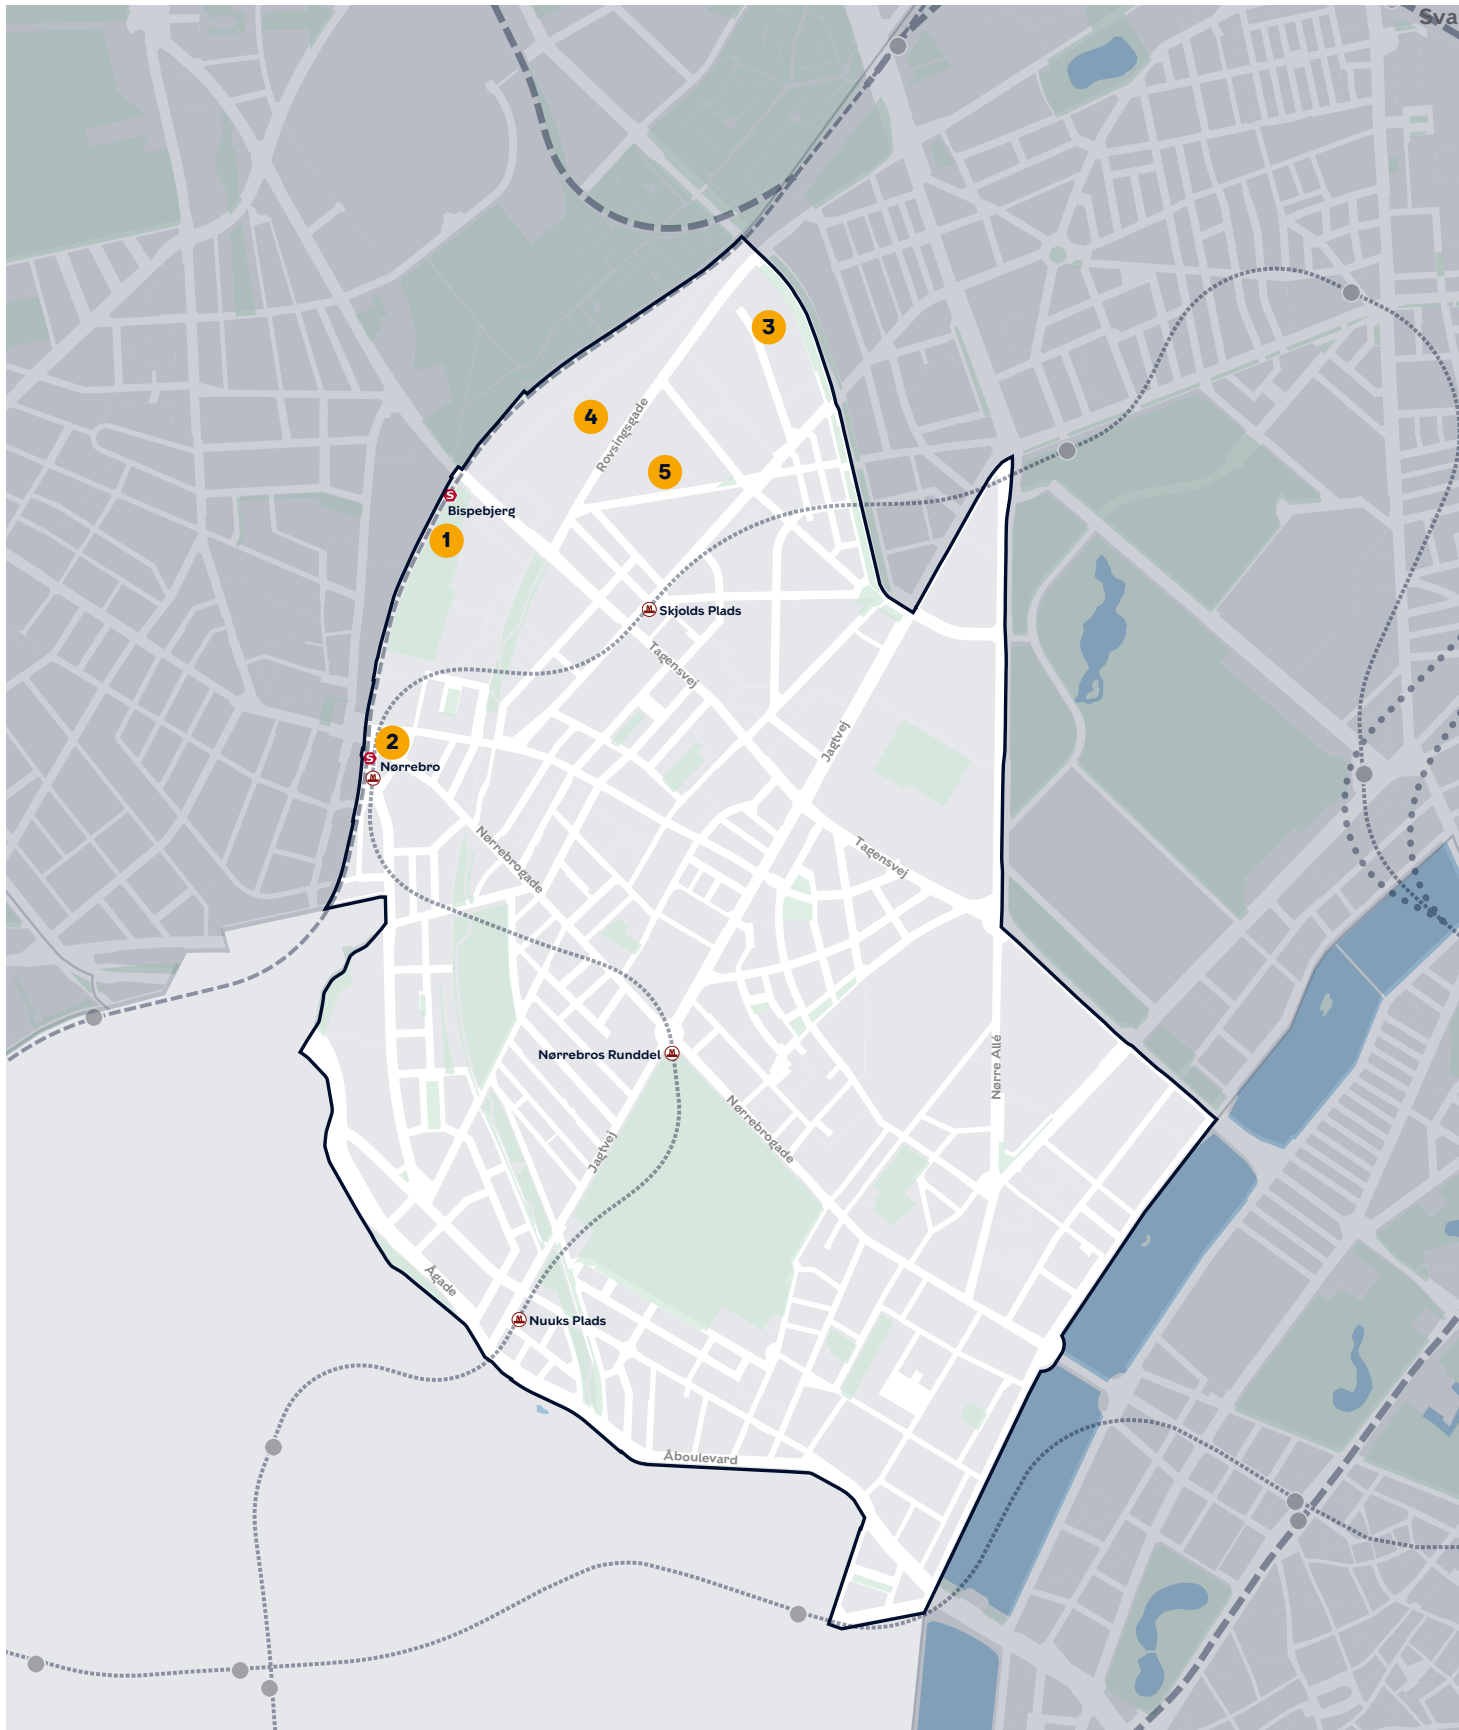 Sva
3
4
Rovsingsgade
5
S
Bispebjerg
1
Skjolds Plads
Tagensvej
Jagtvej
2
S
Nørrebro
Nørrebrogade
Tagensvej
Nørrebros Runddel
Nørre Allé
Nørrebrogade
Jagtvej
Ågade
Nuuks Plads
Åboulevard